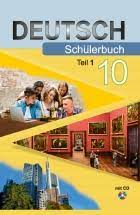 DEUTSCH
Schülerbuch
Teil 1
10
mit CD